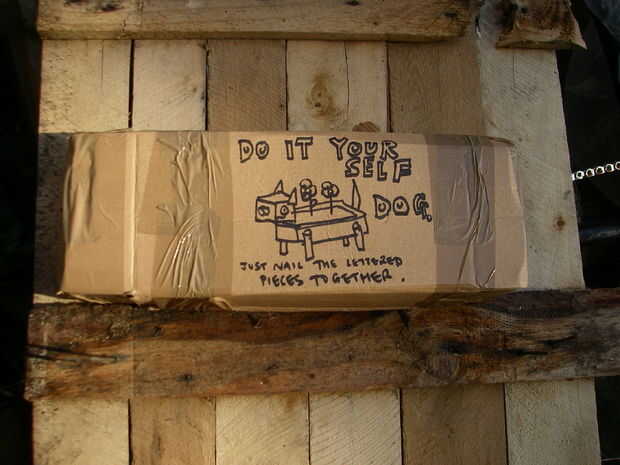 DO IT YOUR
SELF
DOG.
JUST NAIL THE LETTERED
PIECES TOGETHER.